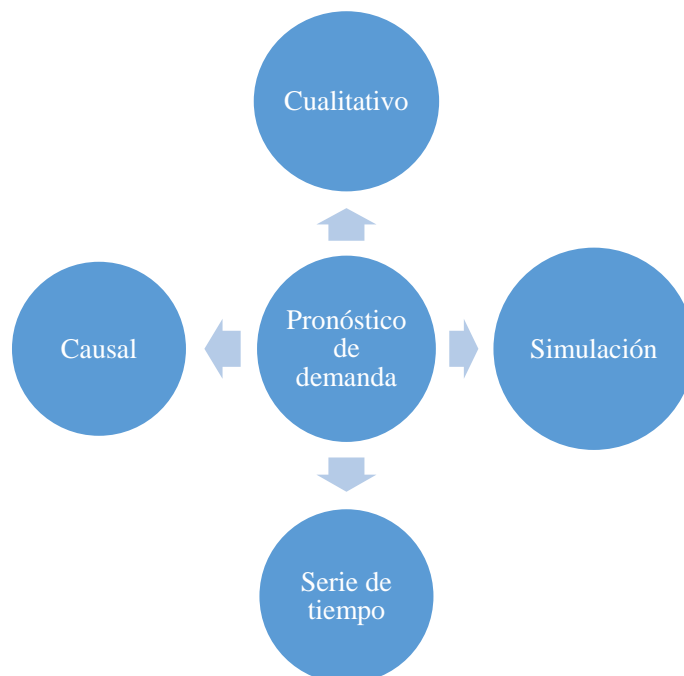 Cualitativo
Causal
Pronóstico
de
demanda
Simulación
Serie de
tiempo